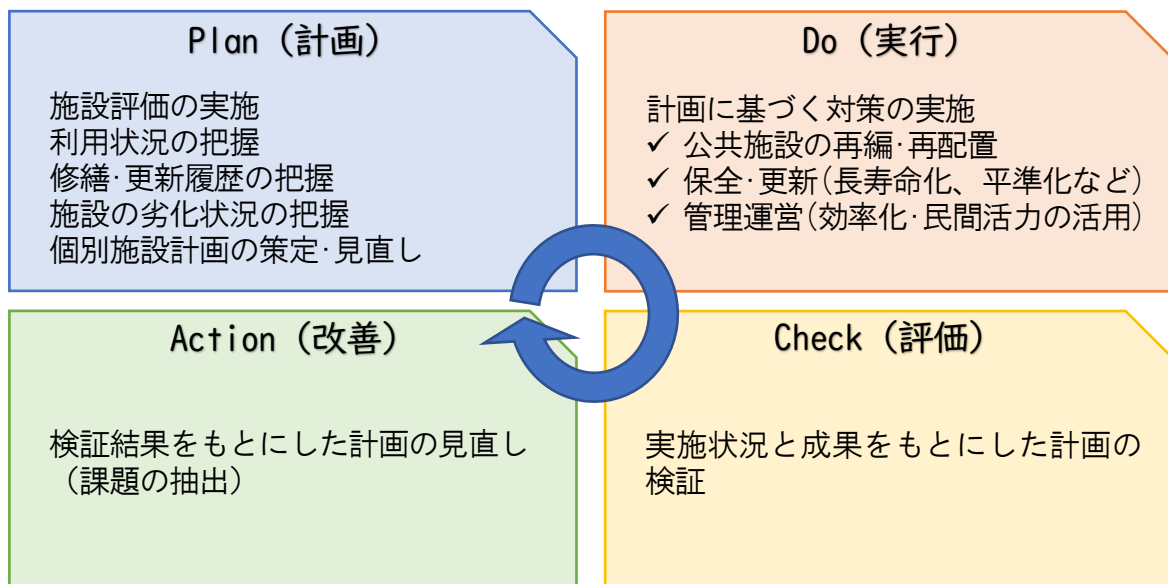 Plan（計画）
施設評価の実施
利用状況の把握
修繕･更新履歴の把握
施設の劣化状況の把握
個別施設計画の策定･見直し
Do（実行）
計画に基づく対策の実施
✓ 公共施設の再編･再配置
✓ 保全･更新(長寿命化、平準化など)
✓ 管理運営(効率化･民間活力の活用)
Action（改善）
検証結果をもとにした計画の見直し
（課題の抽出）
Check（評価）
実施状況と成果をもとにした計画の
検証